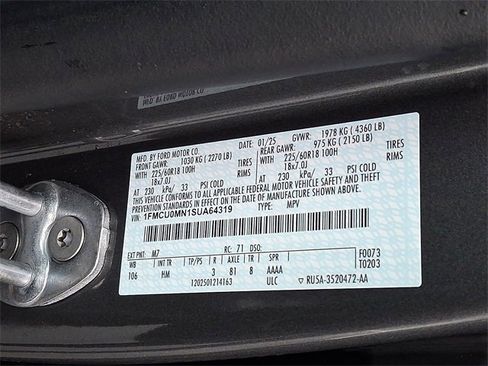 MFD. BY FORD MOTOR CO. DATE: 01/25 GVWR: 1978 KG ( 4360 LB)
FRONT GAWR: 1030 KG ( 2270 LB) REAR GAWR: 975 KG ( 2150 LB)
WITH 225/60R18 100H TIRES WITH 225/60R18 100H TIRES
18x7.0J RIMS 18x7.0J RIMS
AT 230 kPa/ 33 PSI COLD AT 230 kPa/ 33 PSI COLD
THIS VEHICLE CONFORMS TO ALL APPLICABLE FEDERAL MOTOR VEHICLE SAFETY AND
THEFT PREVENTION STANDARDS IN EFFECT ON THE DATE OF MANUFACTURE SHOWN ABOVE.
VIN: 1FMCU0MN1SUA64319 TYPE: MPV
EXT PNT: M7 RC: 71 DSO: F0073
WB INT TR TP/PS R AXLE TR SPR T0203
106 HM 3 81 8 AAAA
1202501214163 ULC ▽ RU5A-3520472-AA